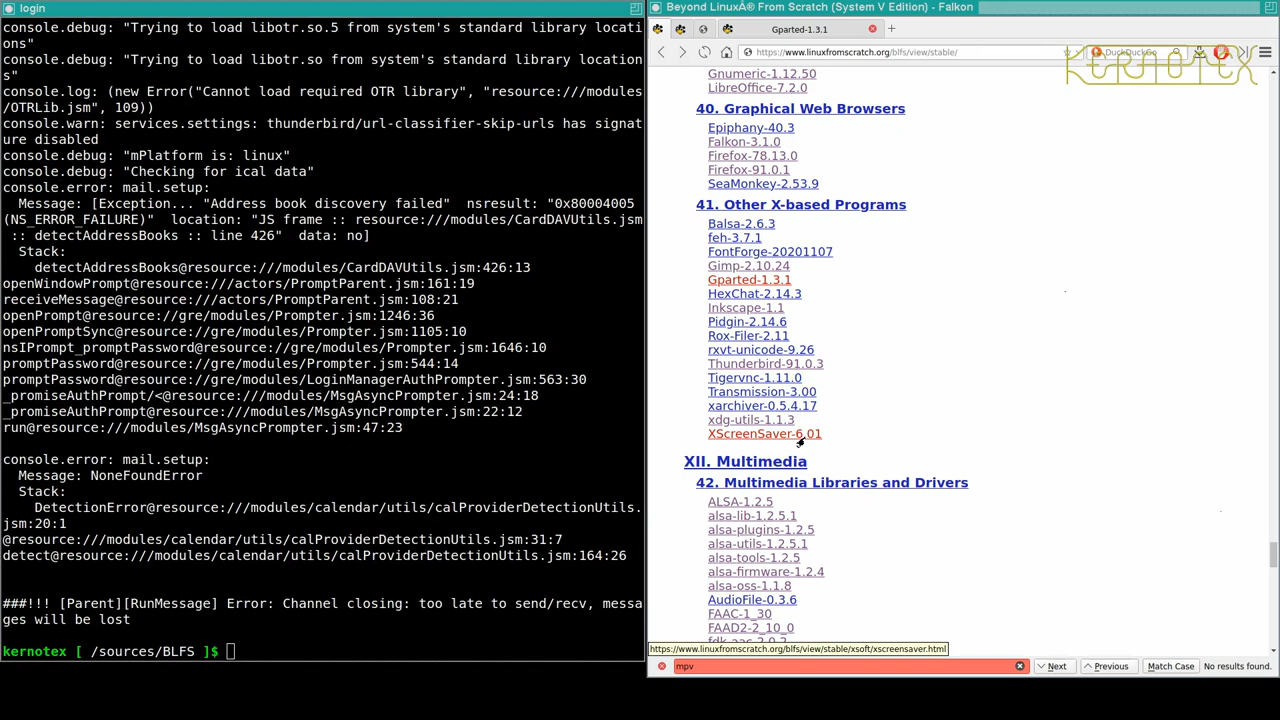 login
console.debug: "Trying to load libotr.so.5 from system's standard library locati
ons"
console.debug: "Trying to load libotr.so from system's standard library location
s"
console.log: (new Error("Cannot load required OTR library", "resource:///modules
/OTRLib.jsm", 109))
console.warn: services.settings: thunderbird/url-classifier-skip-urls has signat
ure disabled
console.debug: "mPlatform is: linux"
console.debug: "Checking for ical data"
console.error: mail.setup:
  Message: [Exception... "Address book discovery failed"  nsresult: "0x80004005
(NS_ERROR_FAILURE)"  location: "JS frame :: resource:///modules/CardDAVUtils.jsm
 :: detectAddressBooks :: line 426"  data: no]
  Stack:
    detectAddressBooks@resource:///modules/CardDAVUtils.jsm:426:13
openWindowPrompt@resource:///actors/PromptParent.jsm:161:19
receiveMessage@resource:///actors/PromptParent.jsm:108:21
openPrompt@resource://gre/modules/Prompter.jsm:1246:36
openPromptSync@resource://gre/modules/Prompter.jsm:1105:10
nsIPrompt_promptPassword@resource://gre/modules/Prompter.jsm:1646:10
promptPassword@resource://gre/modules/Prompter.jsm:544:14
promptPassword@resource://gre/modules/LoginManagerAuthPrompter.jsm:563:30
_promiseAuthPrompt/<@resource:///modules/MsgAsyncPrompter.jsm:24:18
_promiseAuthPrompt@resource:///modules/MsgAsyncPrompter.jsm:22:12
run@resource:///modules/MsgAsyncPrompter.jsm:47:23
console.error: mail.setup:
  Message: NoneFoundError
  Stack:
    DetectionError@resource:///modules/calendar/utils/calProviderDetectionUtils.
jsm:20:1
@resource:///modules/calendar/utils/calProviderDetectionUtils.jsm:31:7
detect@resource:///modules/calendar/utils/calProviderDetectionUtils.jsm:164:26
###!!! [Parent][RunMessage] Error: Channel closing: too late to send/recv, messa
ges will be lost
kernotex [ /sources/BLFS ]$
Beyond LinuxÂ® From Scratch (System V Edition) - Falkon
Gparted-1.3.1
https://www.linuxfromscratch.org/blfs/view/stable/
DuckDuckGo
KERNOTEX
Gnumeric-1.12.50
LibreOffice-7.2.0
40. Graphical Web Browsers
Epiphany-40.3
Falkon-3.1.0
Firefox-78.13.0
Firefox-91.0.1
SeaMonkey-2.53.9
41. Other X-based Programs
Balsa-2.6.3
feh-3.7.1
FontForge-20201107
Gimp-2.10.24
Gparted-1.3.1
HexChat-2.14.3
Inkscape-1.1
Pidgin-2.14.6
Rox-Filer-2.11
rxvt-unicode-9.26
Thunderbird-91.0.3
Tigervnc-1.11.0
Transmission-3.00
xarchiver-0.5.4.17
xdg-utils-1.1.3
XScreenSaver-6.01
XII. Multimedia
42. Multimedia Libraries and Drivers
ALSA-1.2.5
alsa-lib-1.2.5.1
alsa-plugins-1.2.5
alsa-utils-1.2.5.1
alsa-tools-1.2.5
alsa-firmware-1.2.4
alsa-oss-1.1.8
AudioFile-0.3.6
FAAC-1_30
FAAD2-2_10_0
fdk-aac-2.0.2
https://www.linuxfromscratch.org/blfs/view/stable/xsoft/xscreensaver.html
mpv
Next
Previous
Match Case
No results found.